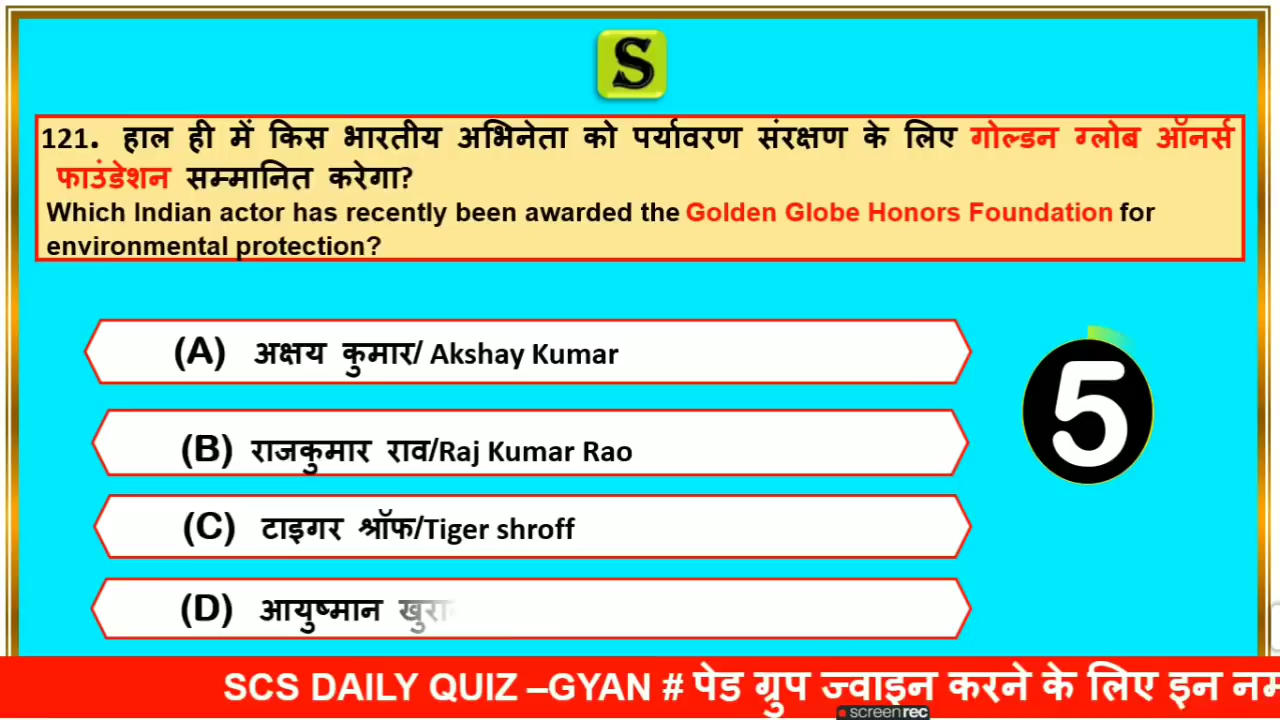 S
121. हाल ही में किस भारतीय अभिनेता को पर्यावरण संरक्षण के लिए गोल्डन ग्लोब ऑनर्स
फाउंडेशन सम्मानित करेगा?
Which Indian actor has recently been awarded the Golden Globe Honors Foundation for
environmental protection?
(A) अक्षय कुमार/ Akshay Kumar
5
(B) राजकुमार राव/Raj Kumar Rao
(C) टाइगर श्रॉफ/Tiger shroff
(D) आयुष्मान
SCS DAILY QUIZ –GYAN # पेड ग्रुप ज्वाइन करने के लिए इन
screenrec